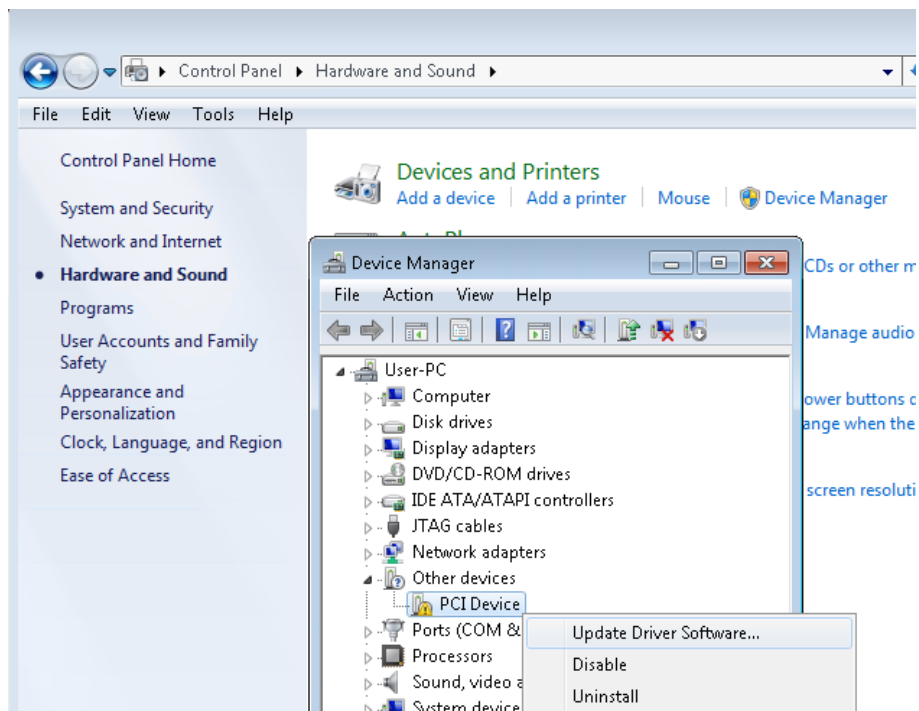 Control Panel Hardware and Sound
File Edit View Tools Help
Control Panel Home
System and Security
Network and Internet
Hardware and Sound
Programs
User Accounts and Family
Safety
Appearance and
Personalization
Clock, Language, and Region
Ease of Access
Devices and Printers
Add a device Add a printer Mouse Device Manager
CDs or other m
Manage audio
ower buttons
ange when the
screen resoluti
Device Manager
File Action View Help
User-PC
Computer
Disk drives
Display adapters
DVD/CD-ROM drives
IDE ATA/ATAPI controllers
JTAG cables
Network adapters
Other devices
PCI Device
Ports (COM &
Processors
Sound, video
System device
Update Driver Software...
Disable
Uninstall